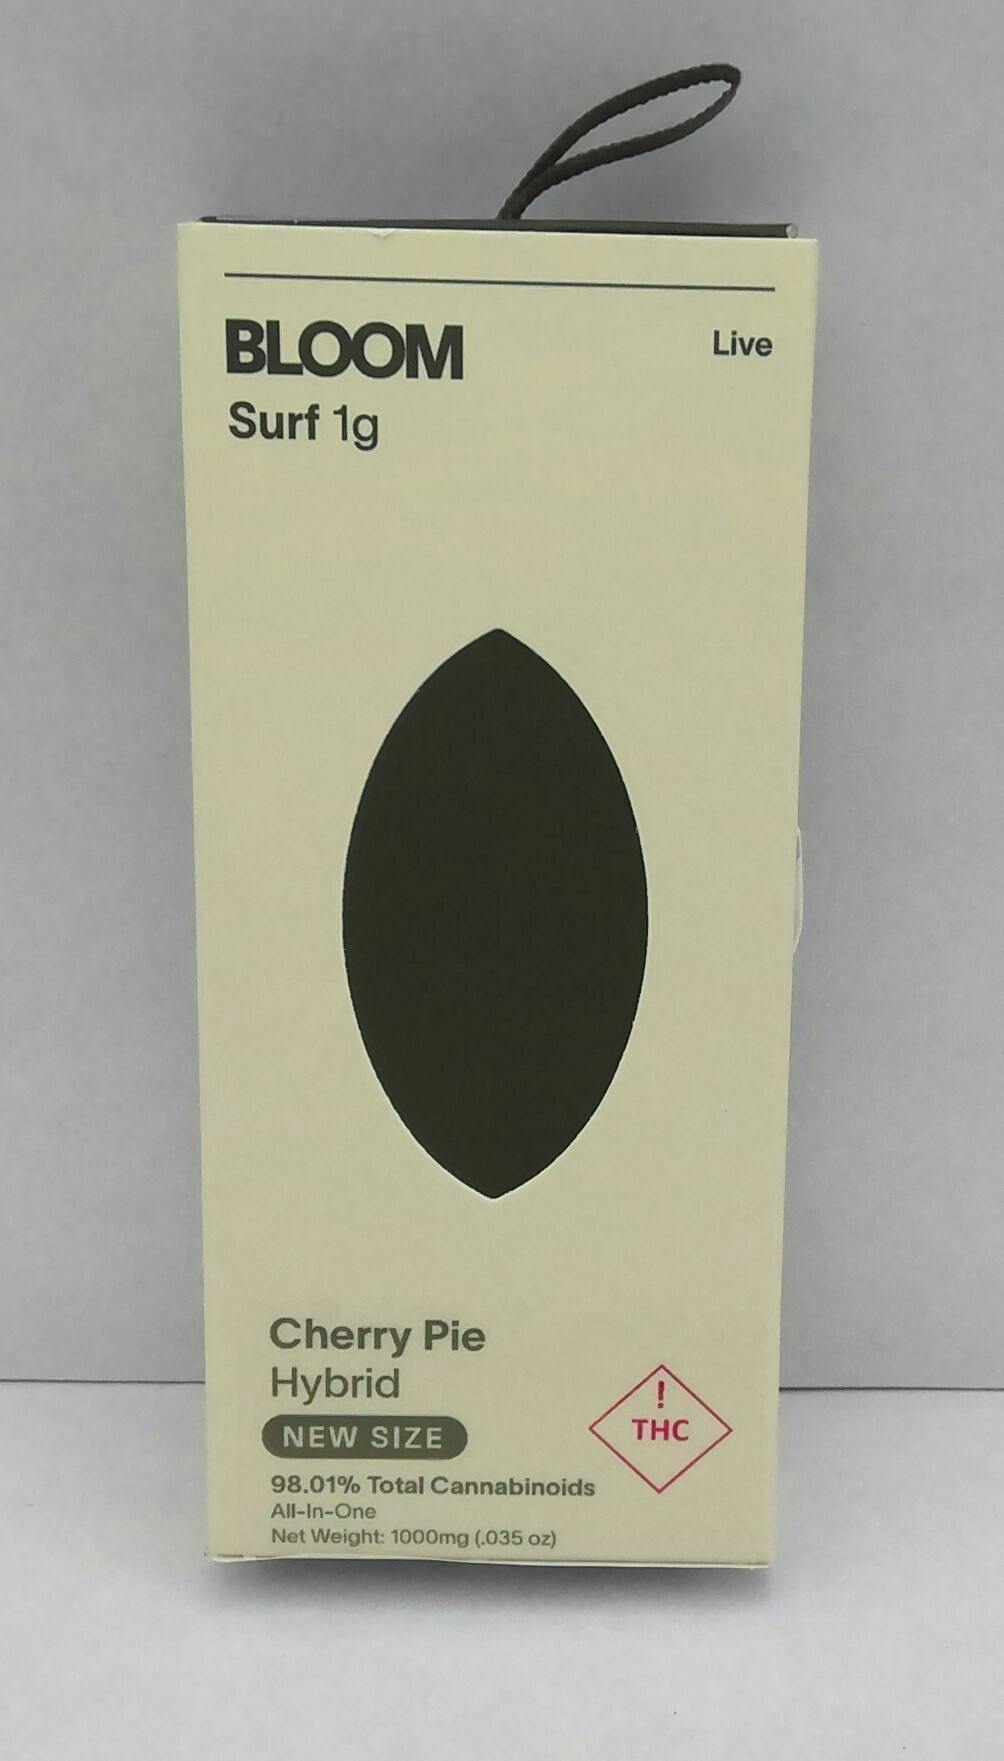 BLOOM
Live
Surf 1g
Cherry Pie
Hybrid
NEW SIZE
!
THC
98.01% Total Cannabinoids
All-In-One
Net Weight: 1000mg (.035 oz)